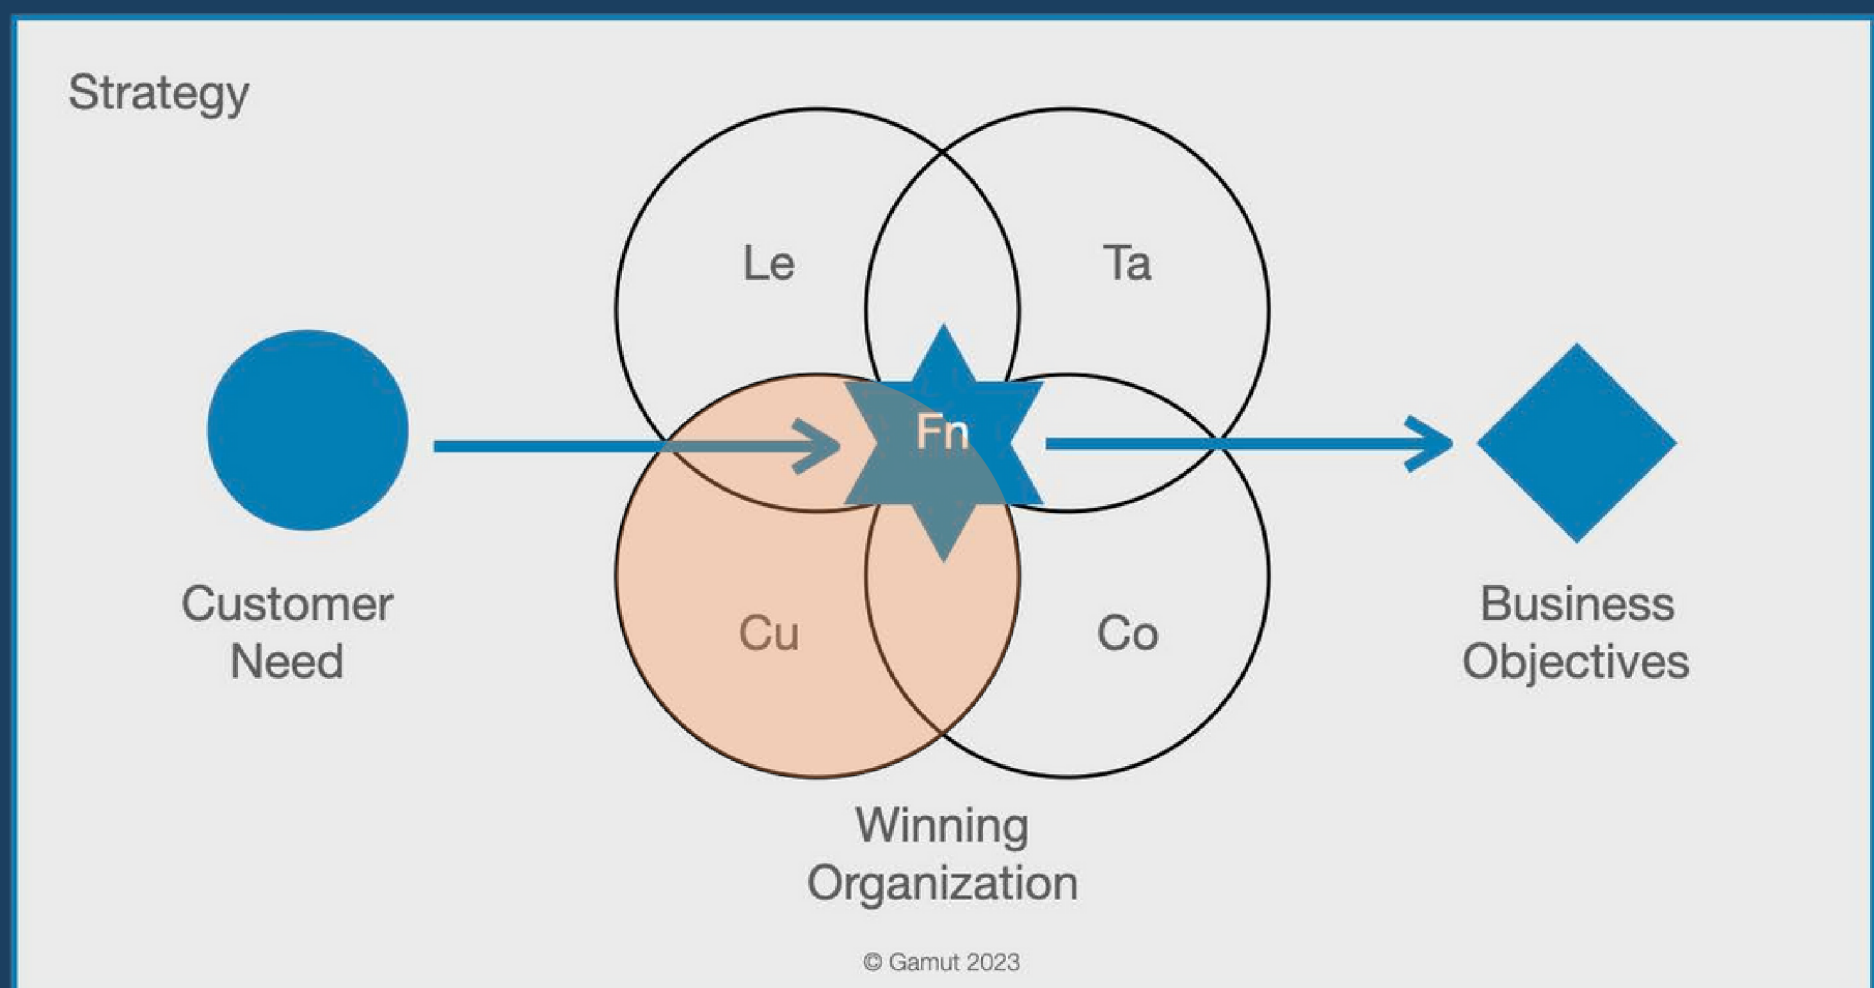 Strategy
Le
Ta
Fn
Cu
Co
Customer
Need
Business
Objectives
Winning
Organization
© Gamut 2023